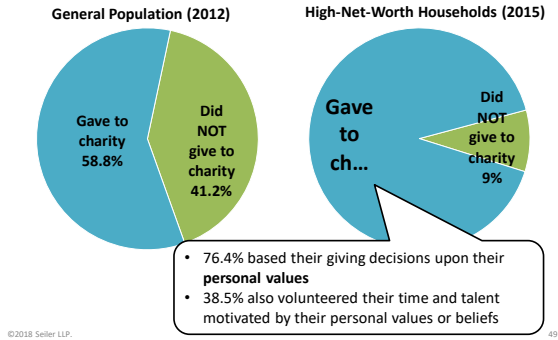 General Population (2012)
High-Net-Worth Households (2015)
Gave to
charity
58.8%
Did
NOT
give to
charity
41.2%
Gave
to
ch...
Did
NOT
give to
charity
9%
• 76.4% based their giving decisions upon their
personal values
• 38.5% also volunteered their time and talent
motivated by their personal values or beliefs
©2018 Seiler LLP.
49